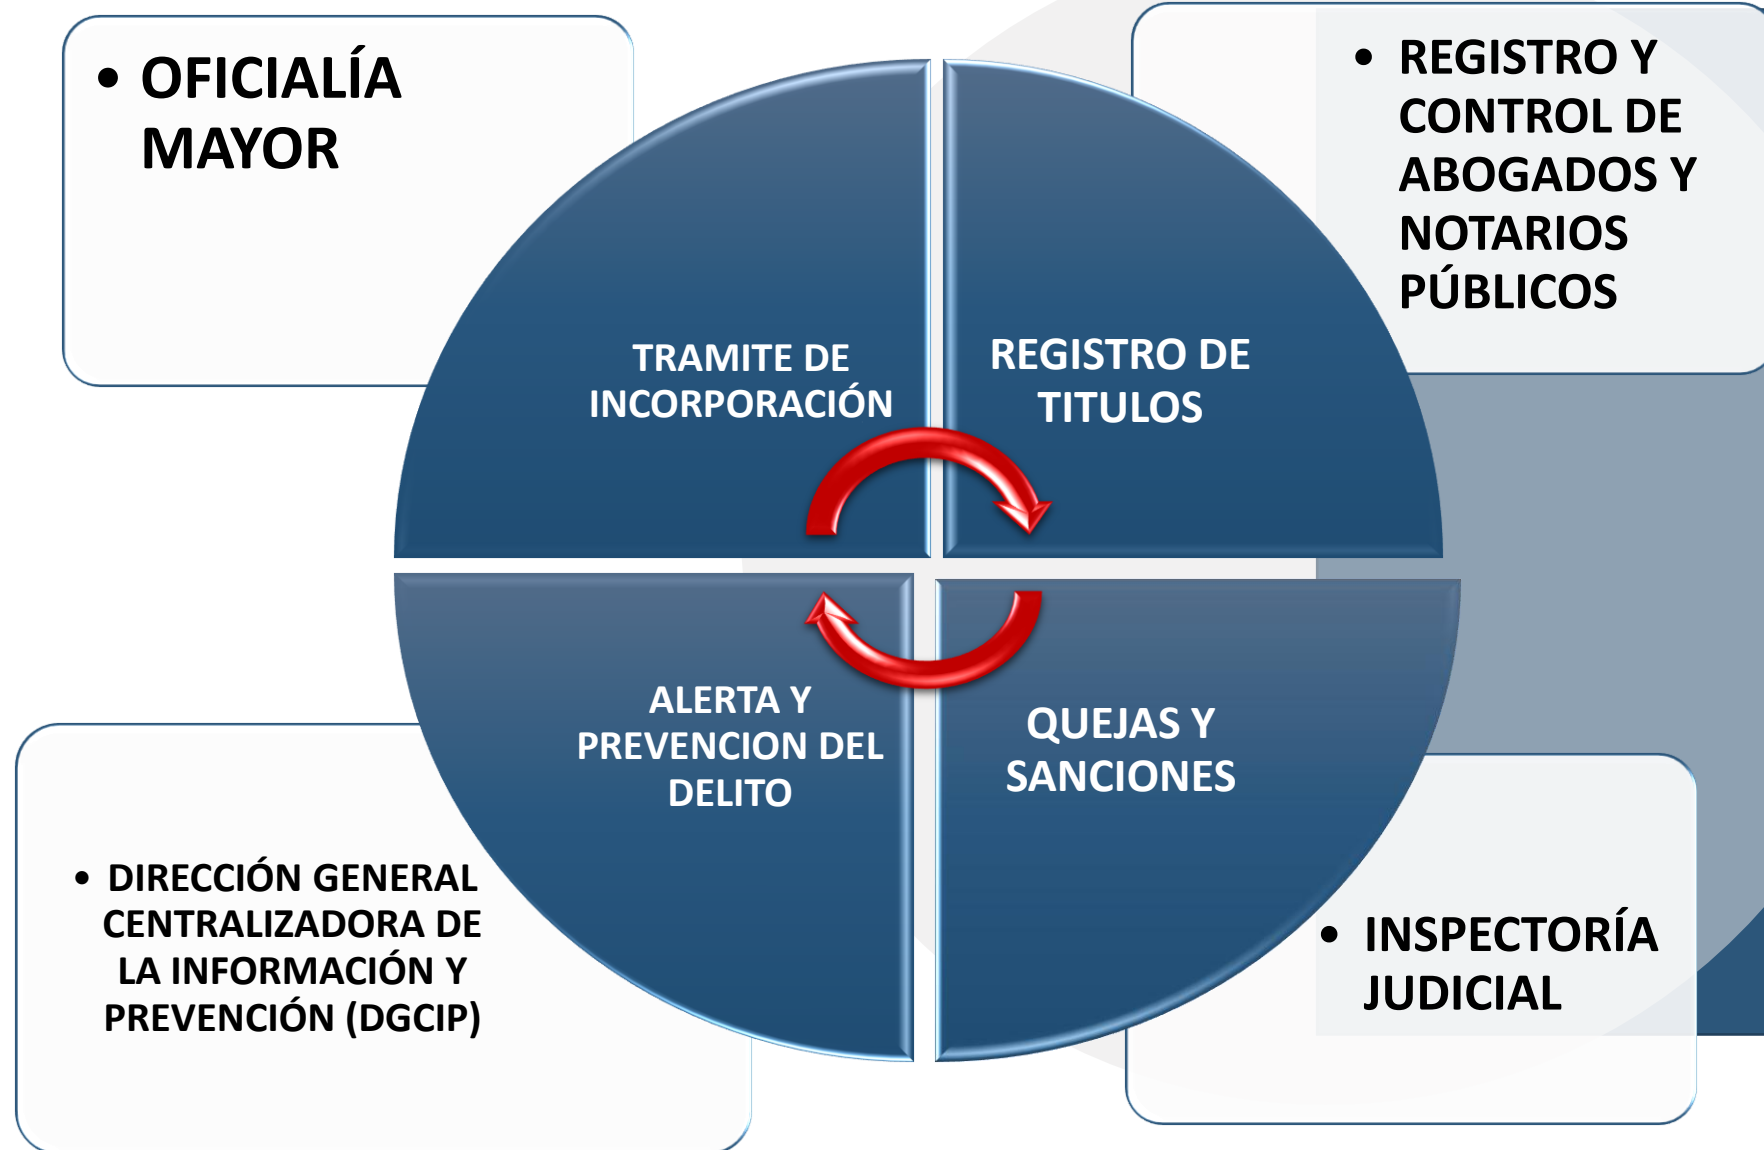 • OFICIALÍA
MAYOR
• REGISTRO Y
CONTROL DE
ABOGADOS Y
NOTARIOS
PÚBLICOS
TRAMITE DE
INCORPORACIÓN
REGISTRO DE
TITULOS
ALERTA Y
PREVENCION DEL
DELITO
QUEJAS Y
SANCIONES
• DIRECCIÓN GENERAL
CENTRALIZADORA DE
LA INFORMACIÓN Y
PREVENCIÓN (DGCIP)
• INSPECTORÍA
JUDICIAL